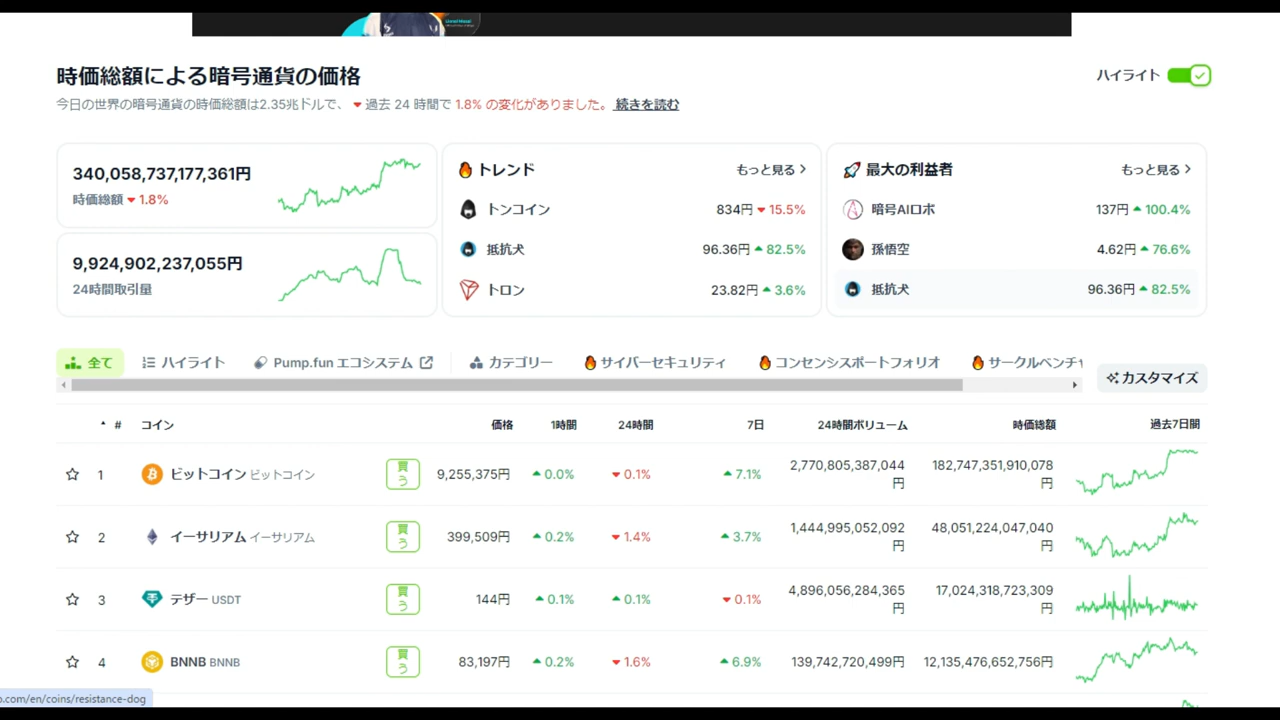 時価総額による暗号通貨の価格
ハイライト
今日の世界の暗号通貨の時価総額は2.35兆ドルで、 過去 24 時間で 1.8% の変化がありました。 続きを読む
340,058,737,177,361円
時価総額 1.8%
9,924,902,237,055円
24時間取引量
トレンド
もっと見る
トンコイン 834円 15.5%
抵抗犬 96.36円 82.5%
トロン 23.82円 3.6%
最大の利益者
もっと見る
暗号AIロボ 137円 100.4%
孫悟空 4.62円 76.6%
抵抗犬 96.36円 82.5%
全て ハイライト Pump.fun エコシステム カテゴリー サイバーセキュリティ コンセンシスポートフォリオ サークルベンチャ
カスタマイズ
# コイン 価格 1時間 24時間 7日 24時間ボリューム 時価総額 過去7日間
1 ビットコイン ビットコイン 買う 9,255,375円 0.0% 0.1% 7.1% 2,770,805,387,044円 182,747,351,910,078円
2 イーサリアム イーサリアム 買う 399,509円 0.2% 1.4% 3.7% 1,444,995,052,092円 48,051,224,047,040円
3 テザー USDT 買う 144円 0.1% 0.1% 0.1% 4,896,056,284,365円 17,024,318,723,309円
4 BNNB BNNB 買う 83,197円 0.2% 1.6% 6.9% 139,742,720,499円 12,135,476,652,756円
.com/en/coins/resistance-dog